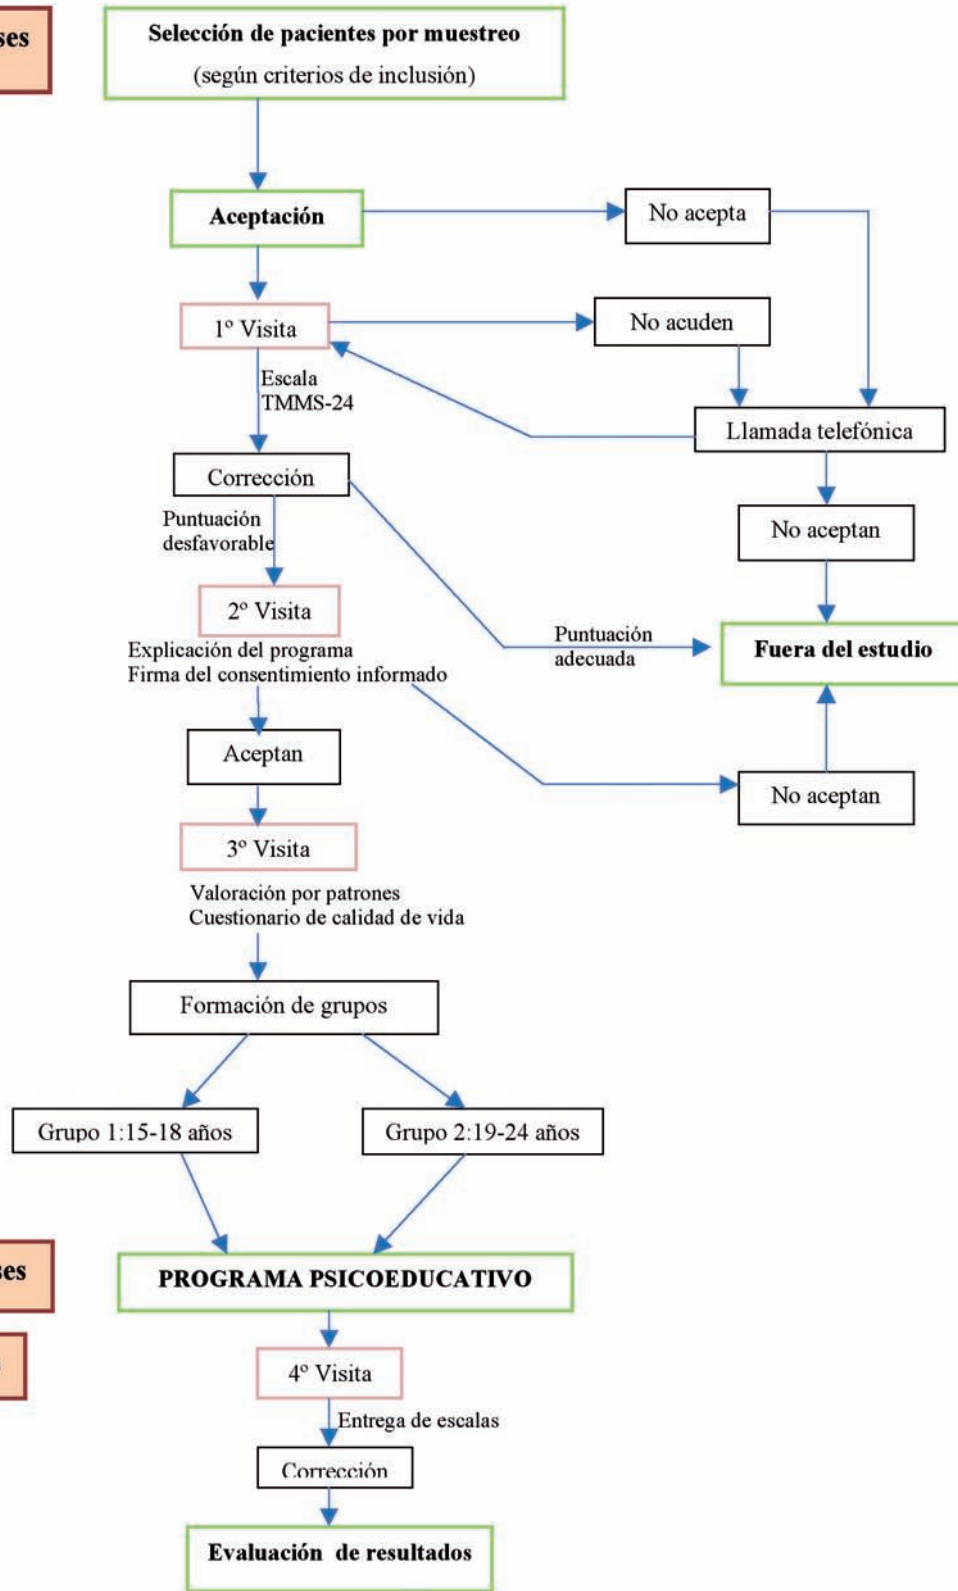 Selección de pacientes por muestreo
(según criterios de inclusión)
Aceptación
No acepta
1º Visita
No acuden
Escala
TMMS-24
Llamada telefónica
Corrección
Puntuación
desfavorable
No aceptan
2º Visita
Explicación del programa
Firma del consentimiento informado
Puntuación
adecuada
Fuera del estudio
Aceptan
No aceptan
3º Visita
Valoración por patrones
Cuestionario de calidad de vida
Formación de grupos
Grupo 1:15-18 años
Grupo 2:19-24 años
PROGRAMA PSICOEDUCATIVO
4º Visita
Entrega de escalas
Corrección
Evaluación de resultados